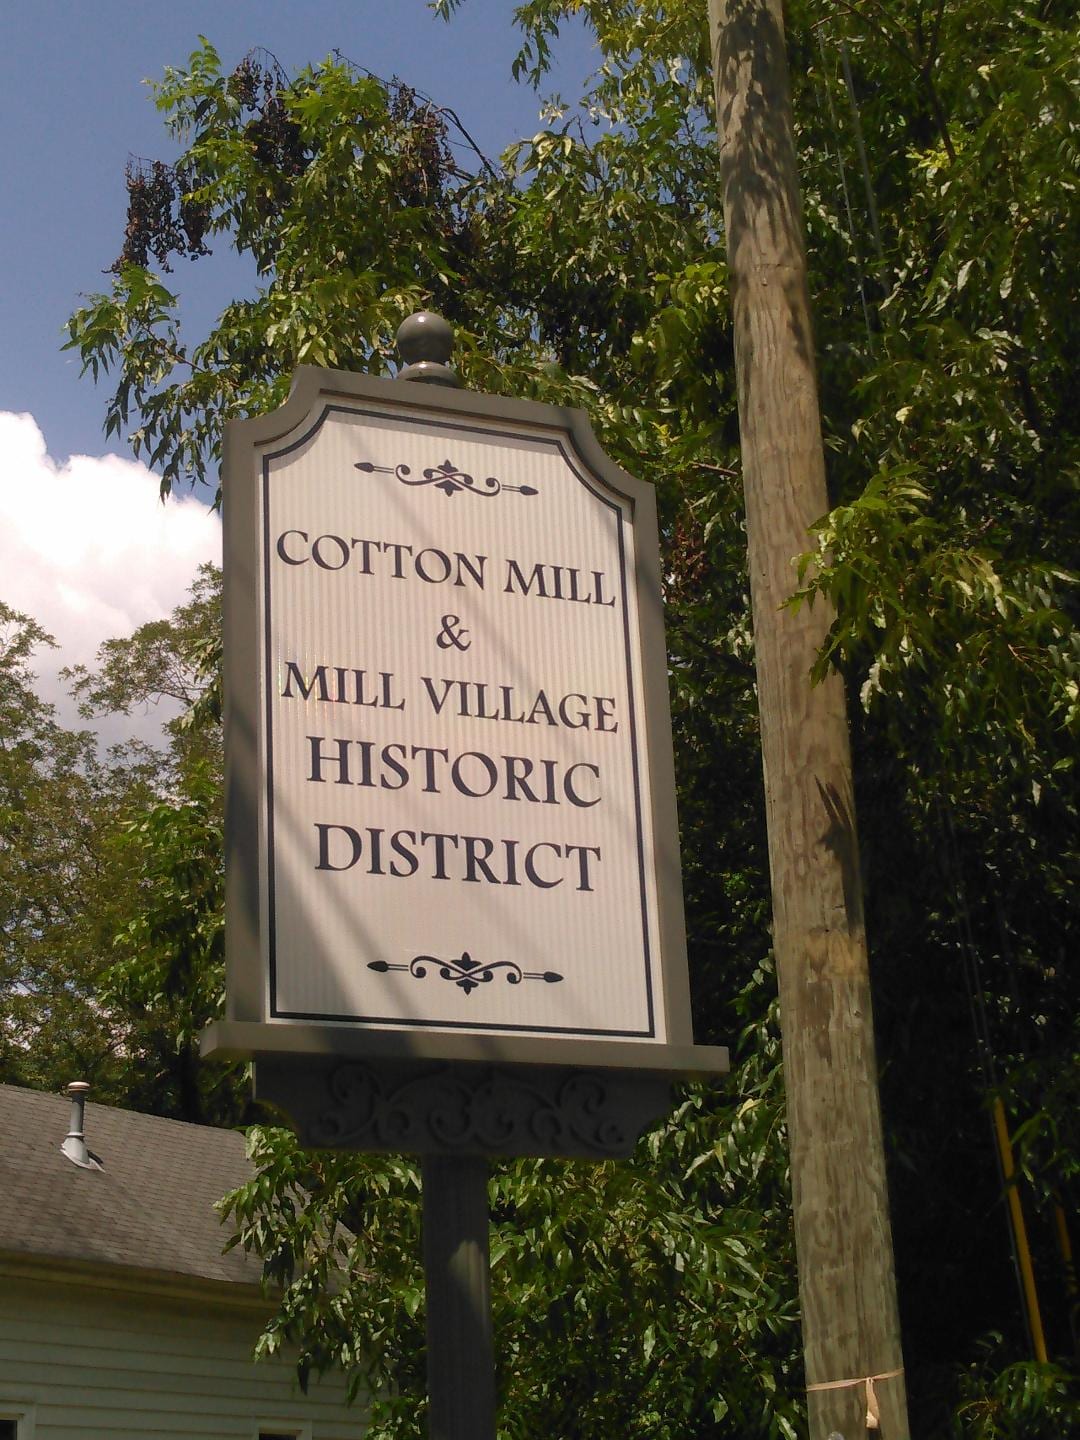 COTTON MILL
&
MILL VILLAGE
HISTORIC
DISTRICT